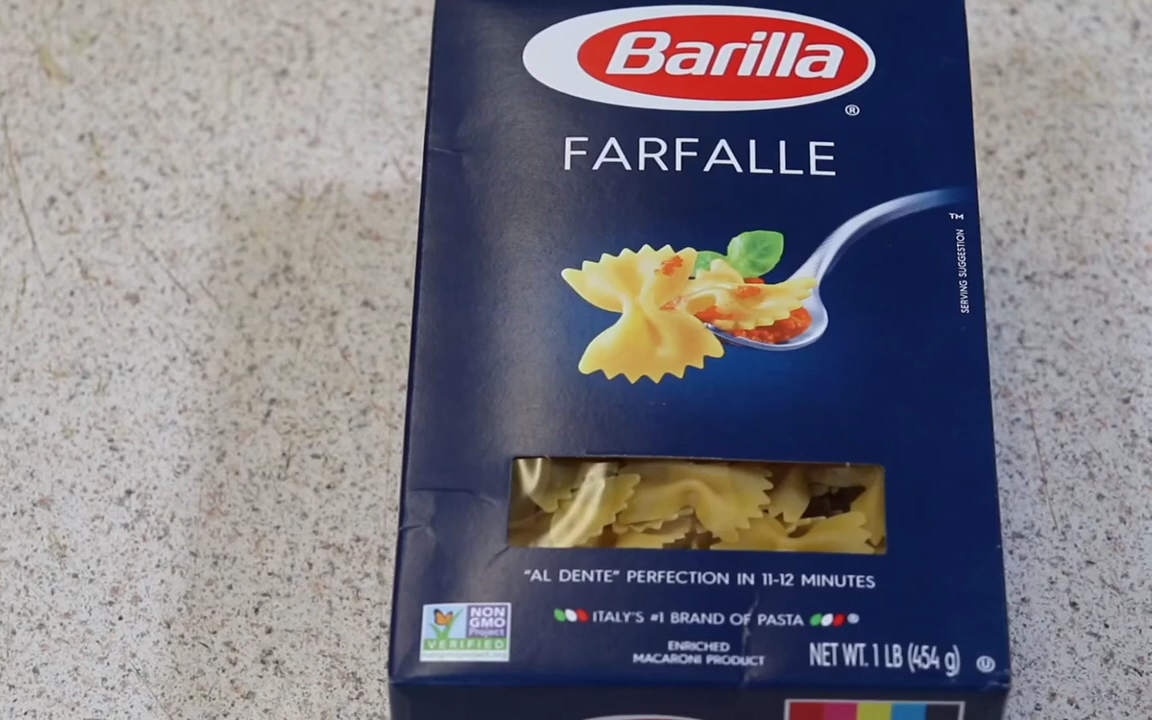 Barilla
®
FARFALLE
™
SERVING SUGGESTION
"AL DENTE" PERFECTION IN 11-12 MINUTES
ITALY'S #1 BRAND OF PASTA
NON
GMO
Project
VERIFIED
ENRICHED
MACARONI PRODUCT
NET WT. 1 LB (454 g)
U